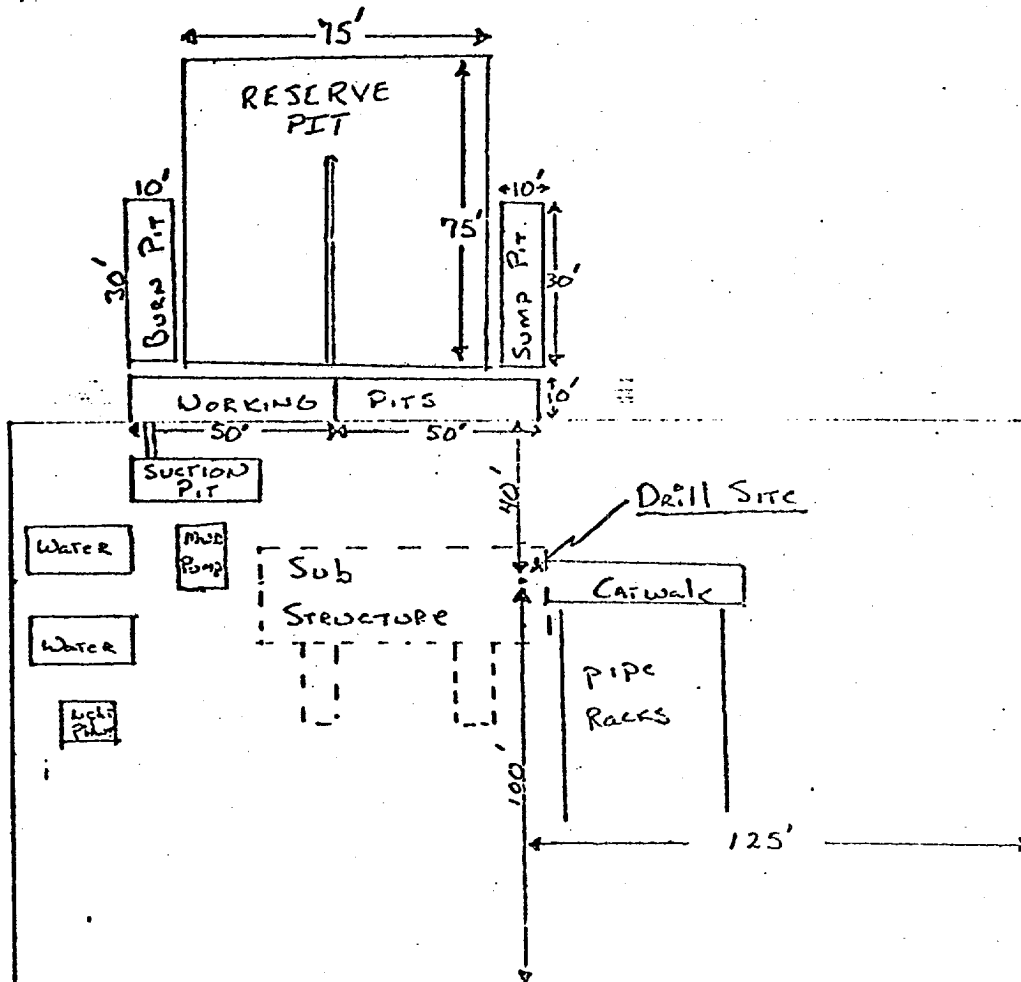 75'
RESERVE
PIT
10'
30'
BURN PIT
75'
10'
SUMP PIT.
30'
WORKING PITS
10'
50' 50'
SUCTION
PIT
40'
Drill Site
Water
Mud
Pump
Sub
Structure
Catwalk
Water
pipe
Racks
100'
125'